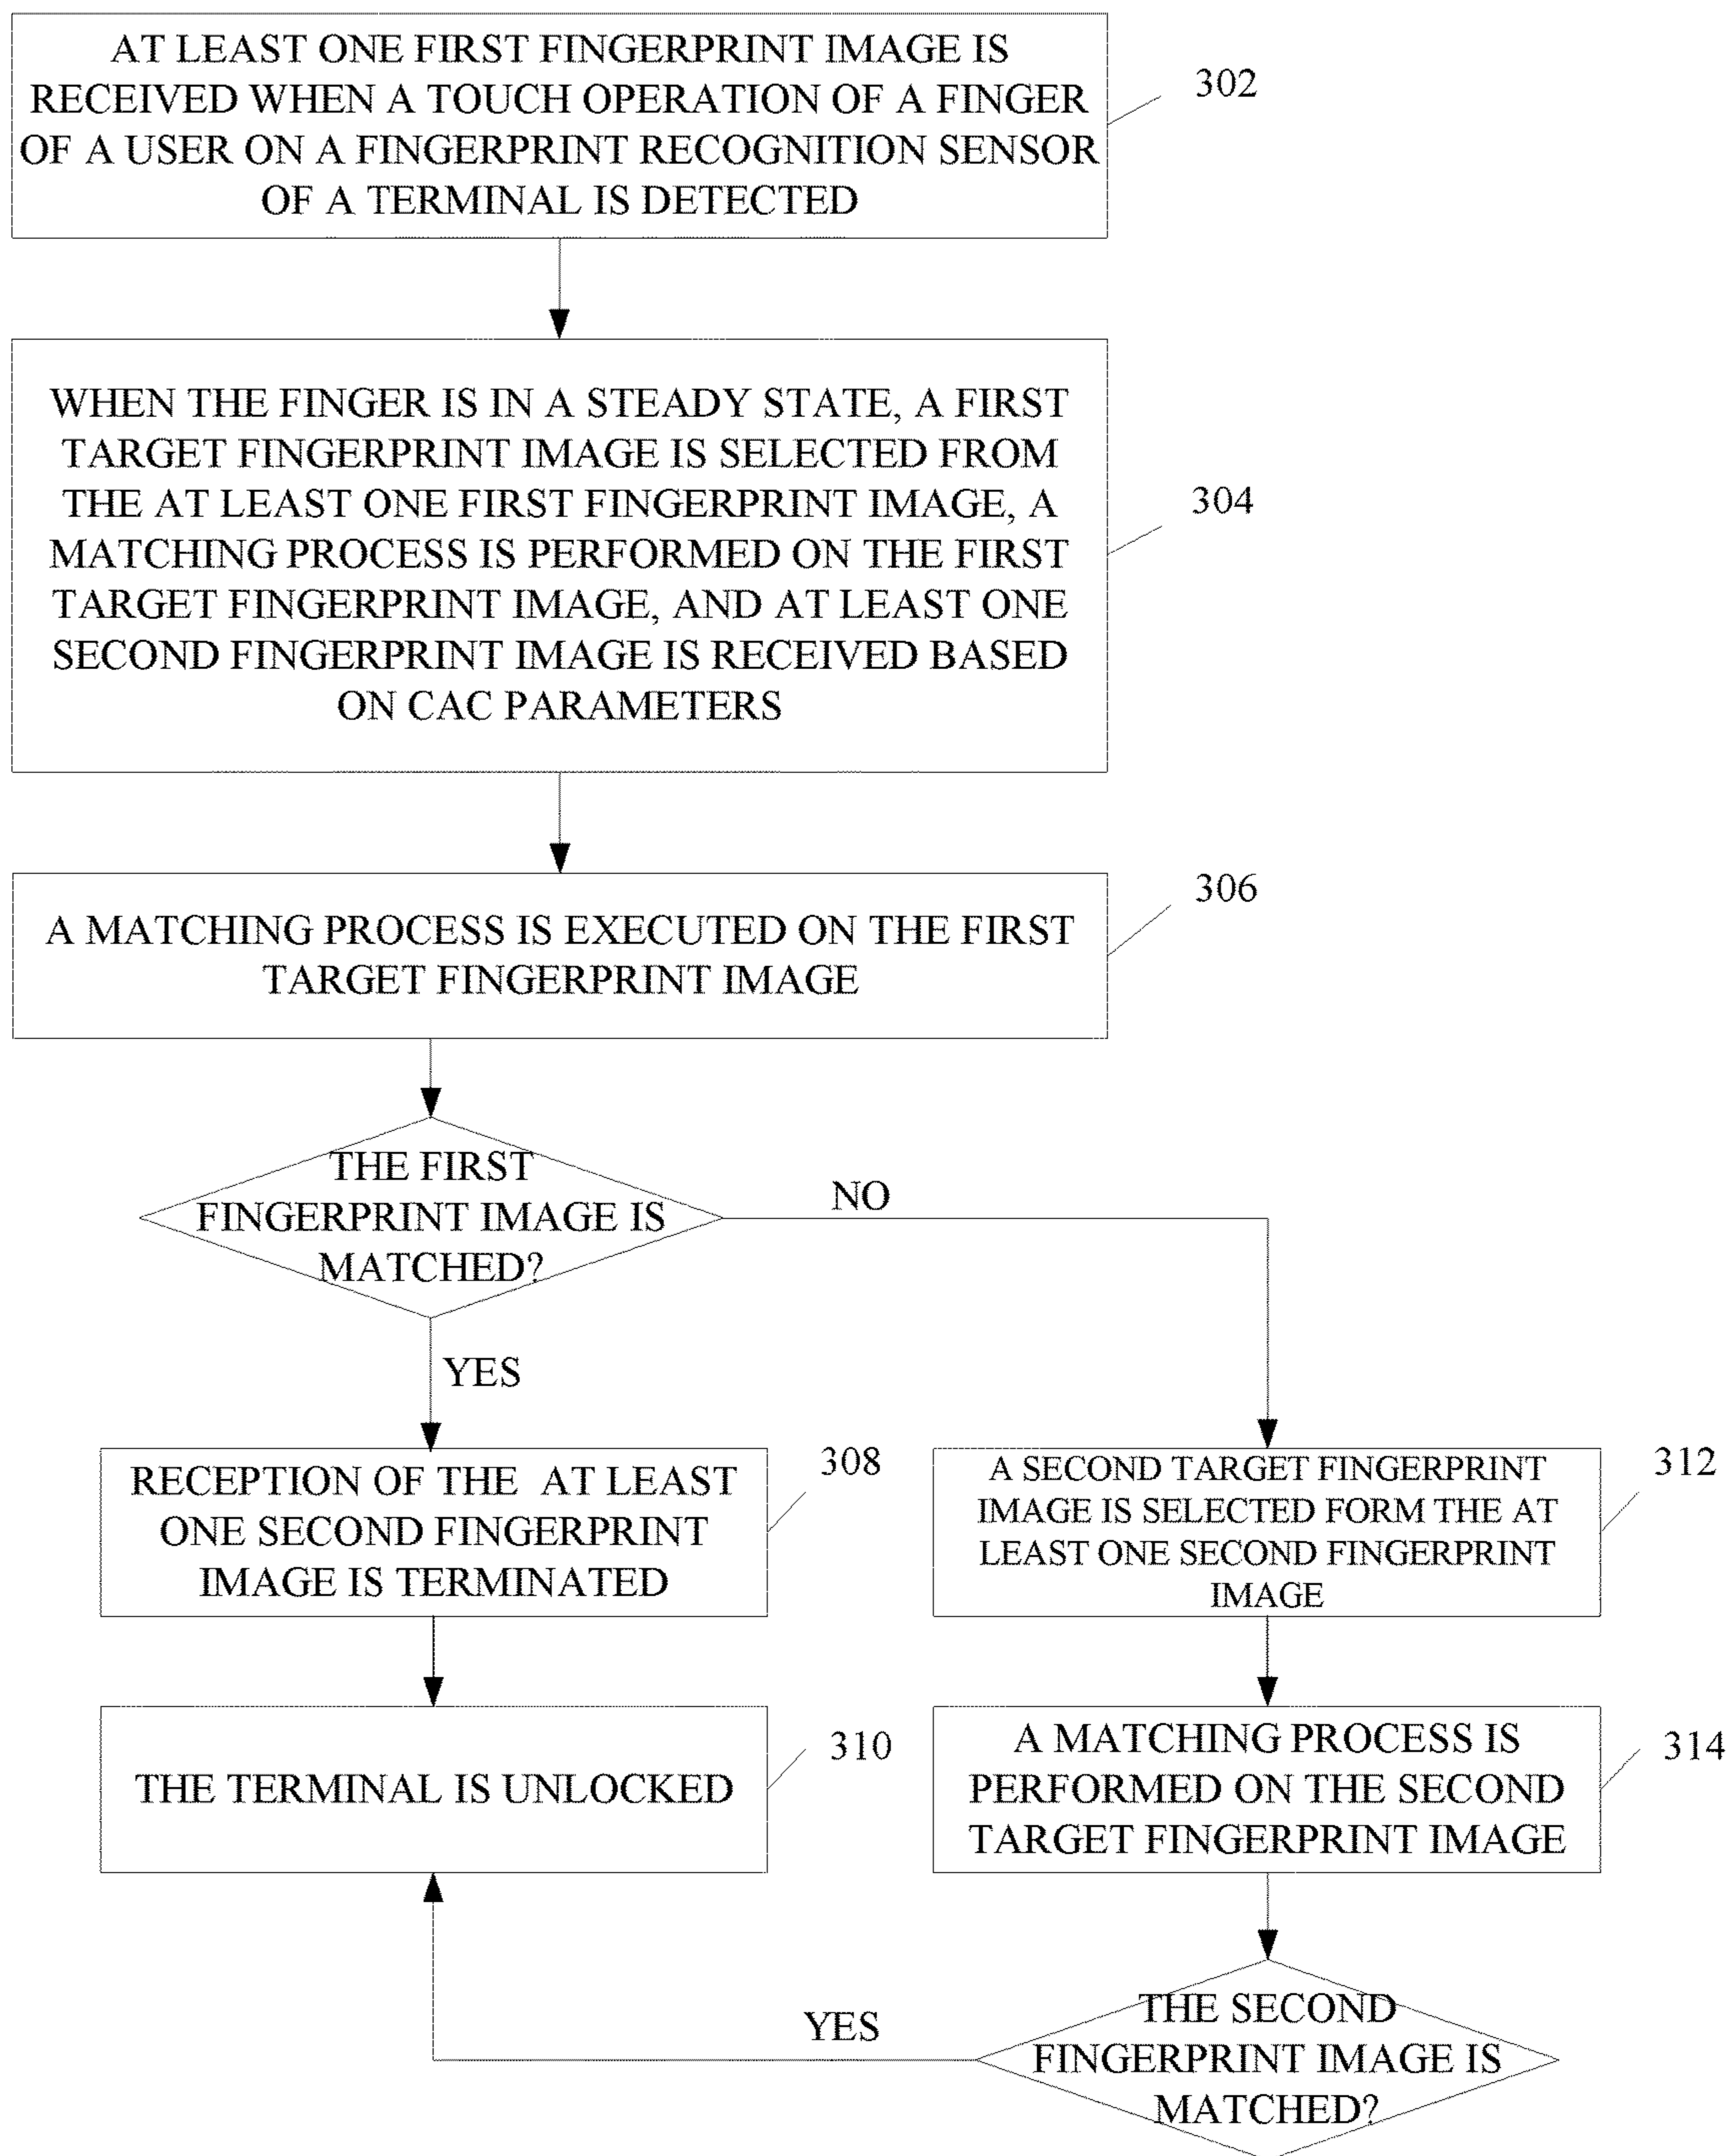 AT LEAST ONE FIRST FINGERPRINT IMAGE IS
RECEIVED WHEN A TOUCH OPERATION OF A FINGER
OF A USER ON A FINGERPRINT RECOGNITION SENSOR
OF A TERMINAL IS DETECTED
302
WHEN THE FINGER IS IN A STEADY STATE, A FIRST
TARGET FINGERPRINT IMAGE IS SELECTED FROM
THE AT LEAST ONE FIRST FINGERPRINT IMAGE, A
MATCHING PROCESS IS PERFORMED ON THE FIRST
TARGET FINGERPRINT IMAGE, AND AT LEAST ONE
SECOND FINGERPRINT IMAGE IS RECEIVED BASED
ON CAC PARAMETERS
304
A MATCHING PROCESS IS EXECUTED ON THE FIRST
TARGET FINGERPRINT IMAGE
306
THE FIRST
FINGERPRINT IMAGE IS
MATCHED?
NO
YES
RECEPTION OF THE AT LEAST
ONE SECOND FINGERPRINT
IMAGE IS TERMINATED
308
A SECOND TARGET FINGERPRINT
IMAGE IS SELECTED FORM THE AT
LEAST ONE SECOND FINGERPRINT
IMAGE
312
THE TERMINAL IS UNLOCKED
310
A MATCHING PROCESS IS
PERFORMED ON THE SECOND
TARGET FINGERPRINT IMAGE
314
YES
THE SECOND
FINGERPRINT IMAGE IS
MATCHED?